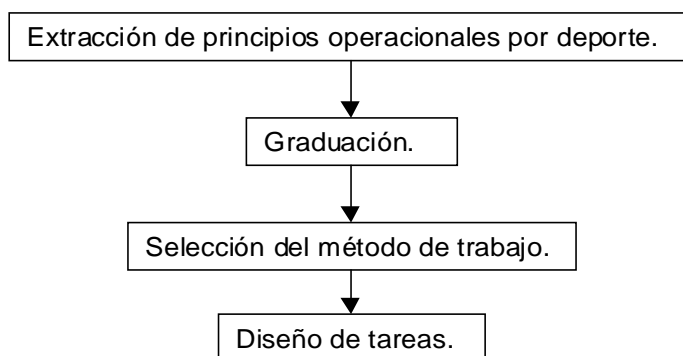 Extracción de principios operacionales por deporte.
Graduación.
Selección del método de trabajo.
Diseño de tareas.